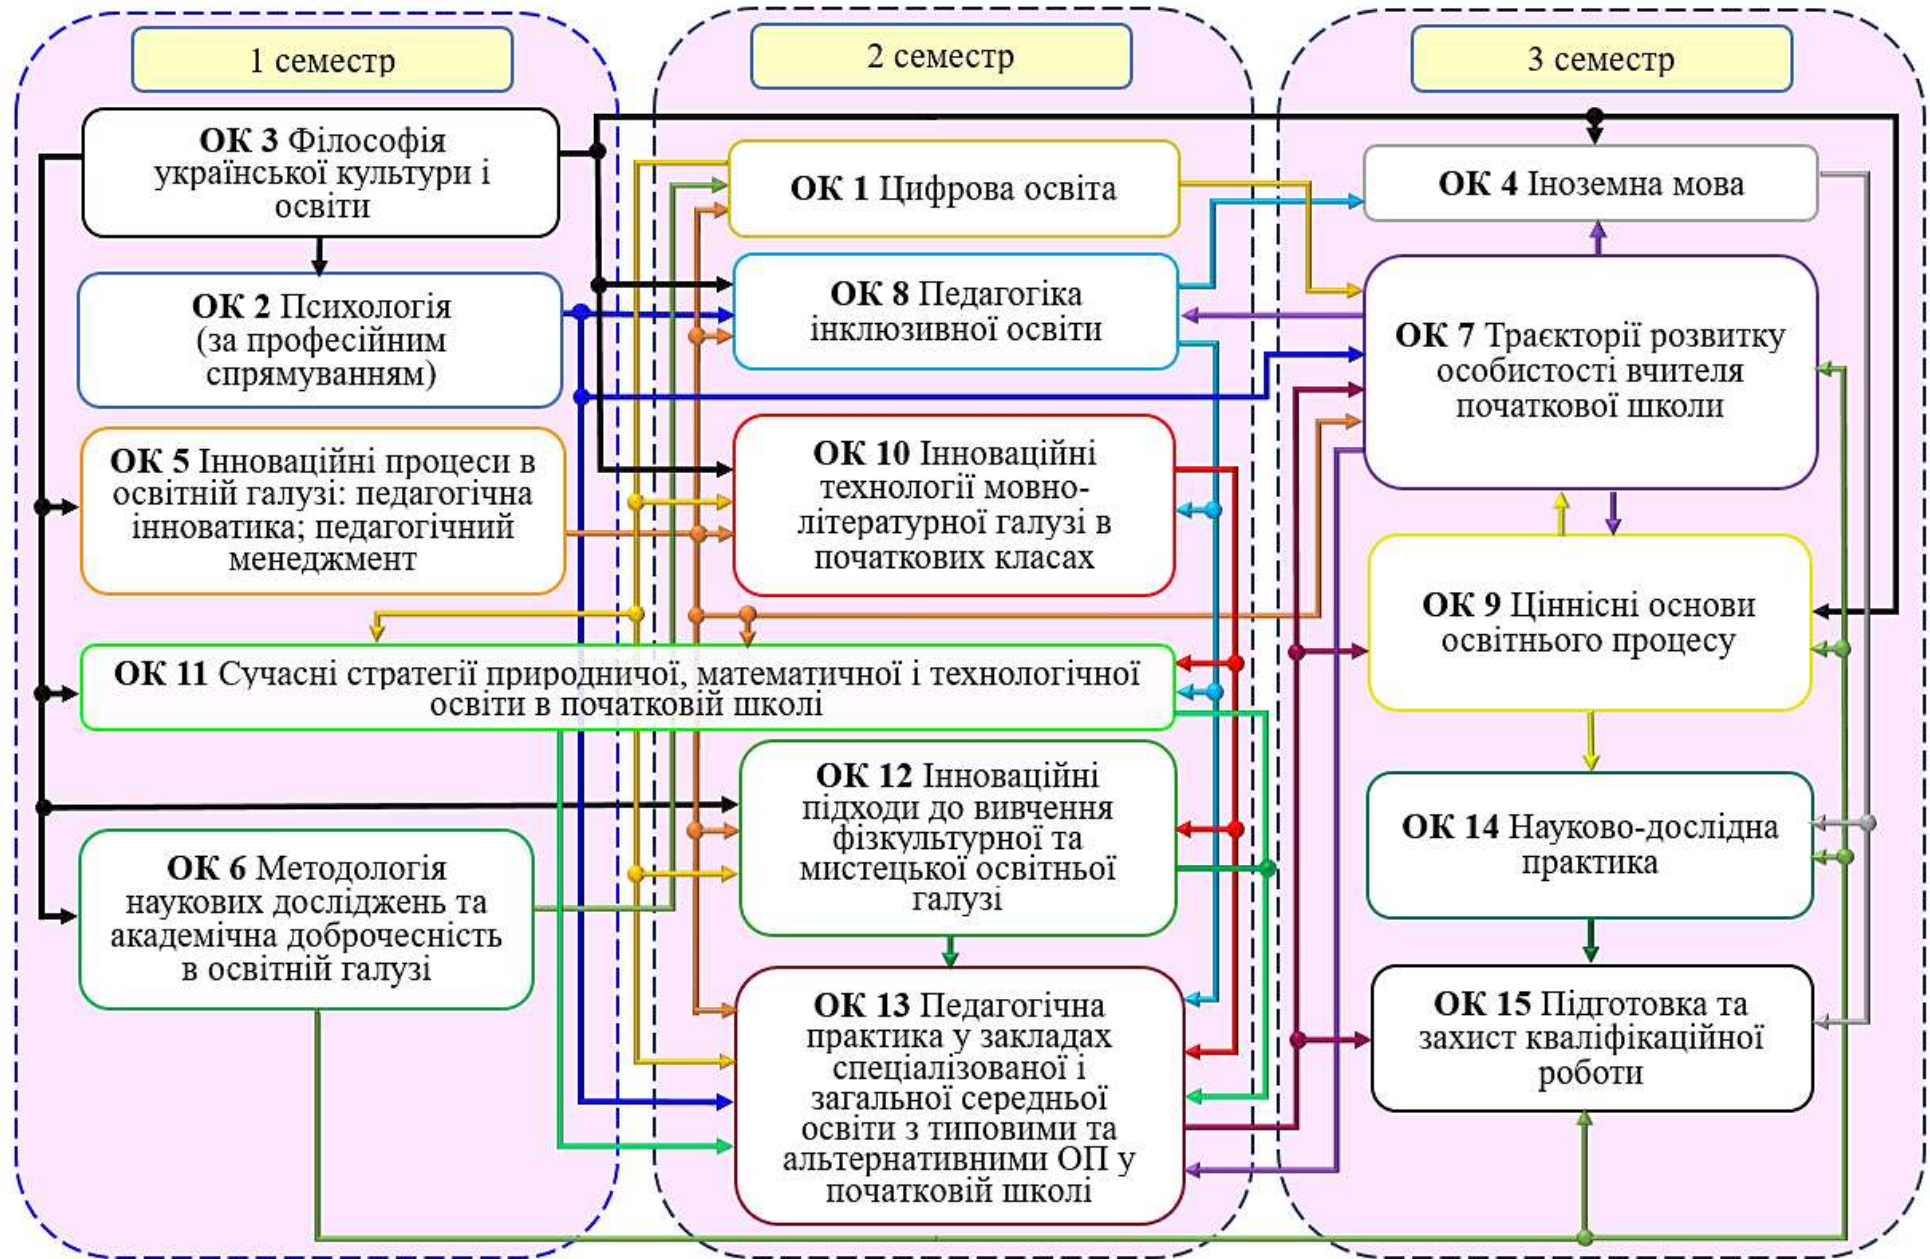 1 семестр
ОК 3 Філософія
української культури і
освіти
ОК 2 Психологія
(за професійним
спрямуванням)
ОК 5 Інноваційні процеси в
освітній галузі: педагогічна
інноватика; педагогічний
менеджмент
ОК 11 Сучасні стратегії природничої, математичної і технологічної
освіти в початковій школі
ОК 6 Методологія
наукових досліджень та
академічна доброчесність
в освітній галузі
2 семестр
ОК 1 Цифрова освіта
ОК 8 Педагогіка
інклюзивної освіти
ОК 10 Інноваційні
технології мовно-
літературної галузі в
початкових класах
ОК 12 Інноваційні
підходи до вивчення
фізкультурної та
мистецької освітньої
галузі
ОК 13 Педагогічна
практика у закладах
спеціалізованої і
загальної середньої
освіти з типовими та
альтернативними ОП у
початковій школі
3 семестр
ОК 4 Іноземна мова
ОК 7 Траєкторії розвитку
особистості вчителя
початкової школи
ОК 9 Ціннісні основи
освітнього процесу
ОК 14 Науково-дослідна
практика
ОК 15 Підготовка та
захист кваліфікаційної
роботи